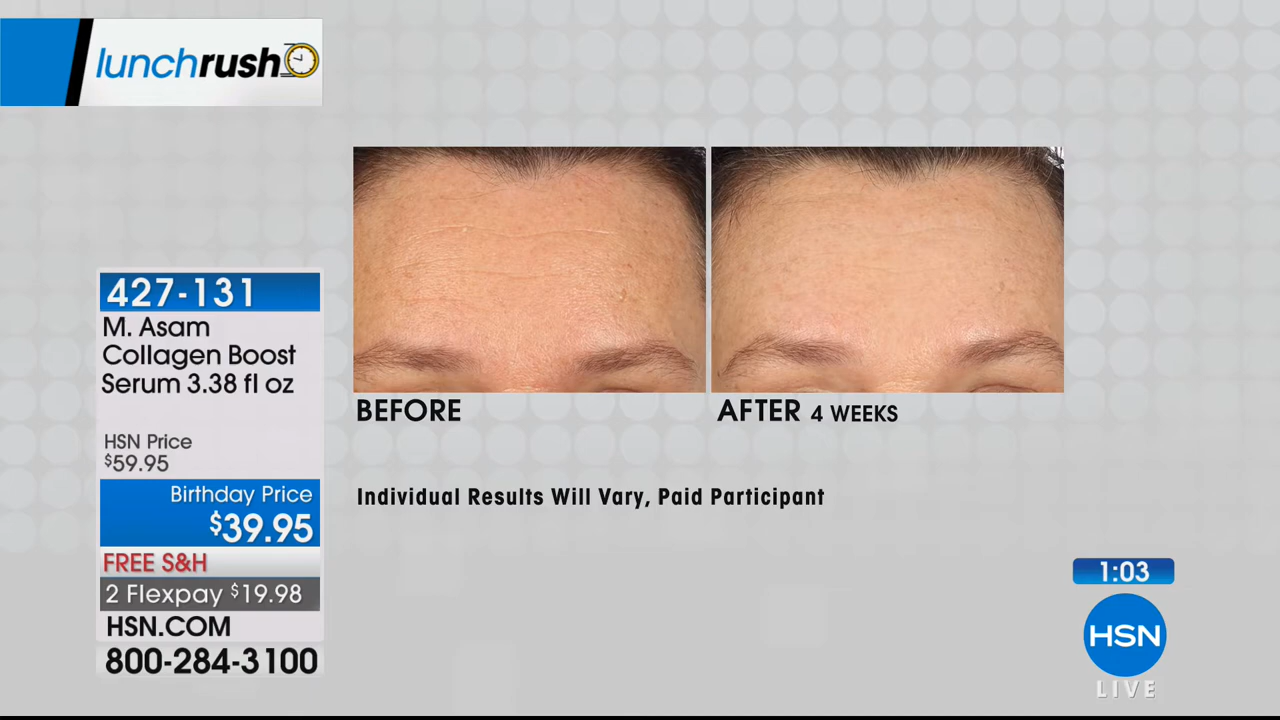 lunchrush
427-131
M. Asam
Collagen Boost
Serum 3.38 fl oz
HSN Price
$59.95
Birthday Price
$39.95
FREE S&H
2 Flexpay $19.98
HSN.COM
800-284-3100
BEFORE
AFTER 4 WEEKS
Individual Results Will Vary, Paid Participant
1:03
HSN
LIVE